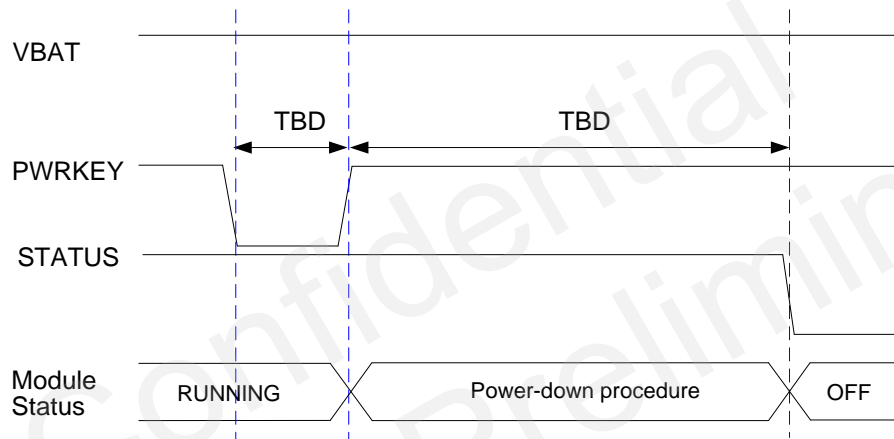 VBAT
TBD
TBD
PWRKEY
STATUS
Module
Status
RUNNING
Power-down procedure
OFF
Confidential
Prelimin